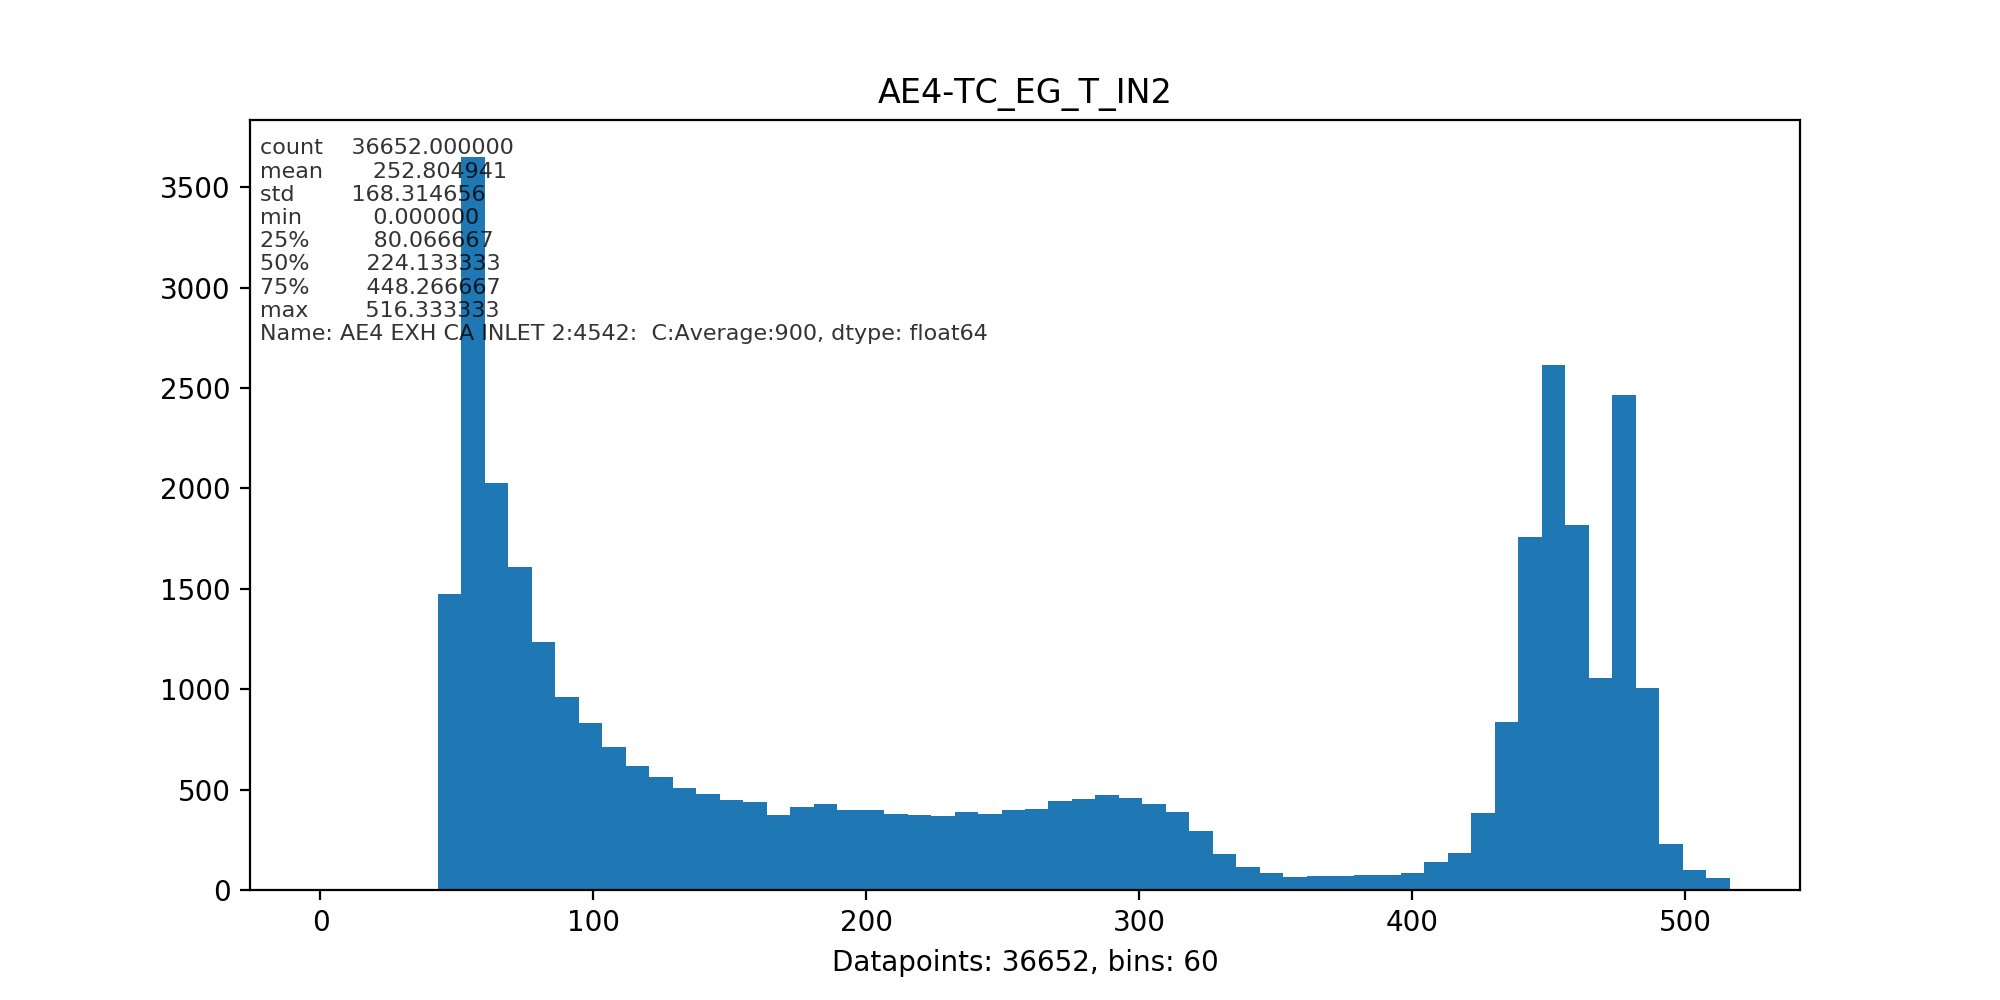 AE4-TC_EG_T_IN2
count 36652.000000
mean 252.804941
std 168.314656
min 0.000000
25% 80.066667
50% 224.133333
75% 448.266667
max 516.333333
Name: AE4 EXH CA INLET 2:4542: C:Average:900, dtype: float64
3500
3000
2500
2000
1500
1000
500
0
0 100 200 300 400 500
Datapoints: 36652, bins: 60